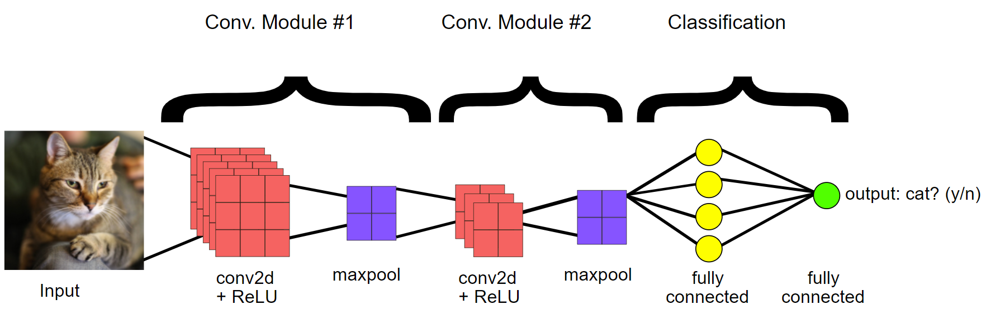 Conv. Module #1
Conv. Module #2
Classification
Input
conv2d
+ ReLU
maxpool
conv2d
+ ReLU
maxpool
fully
connected
fully
connected
output: cat? (y/n)